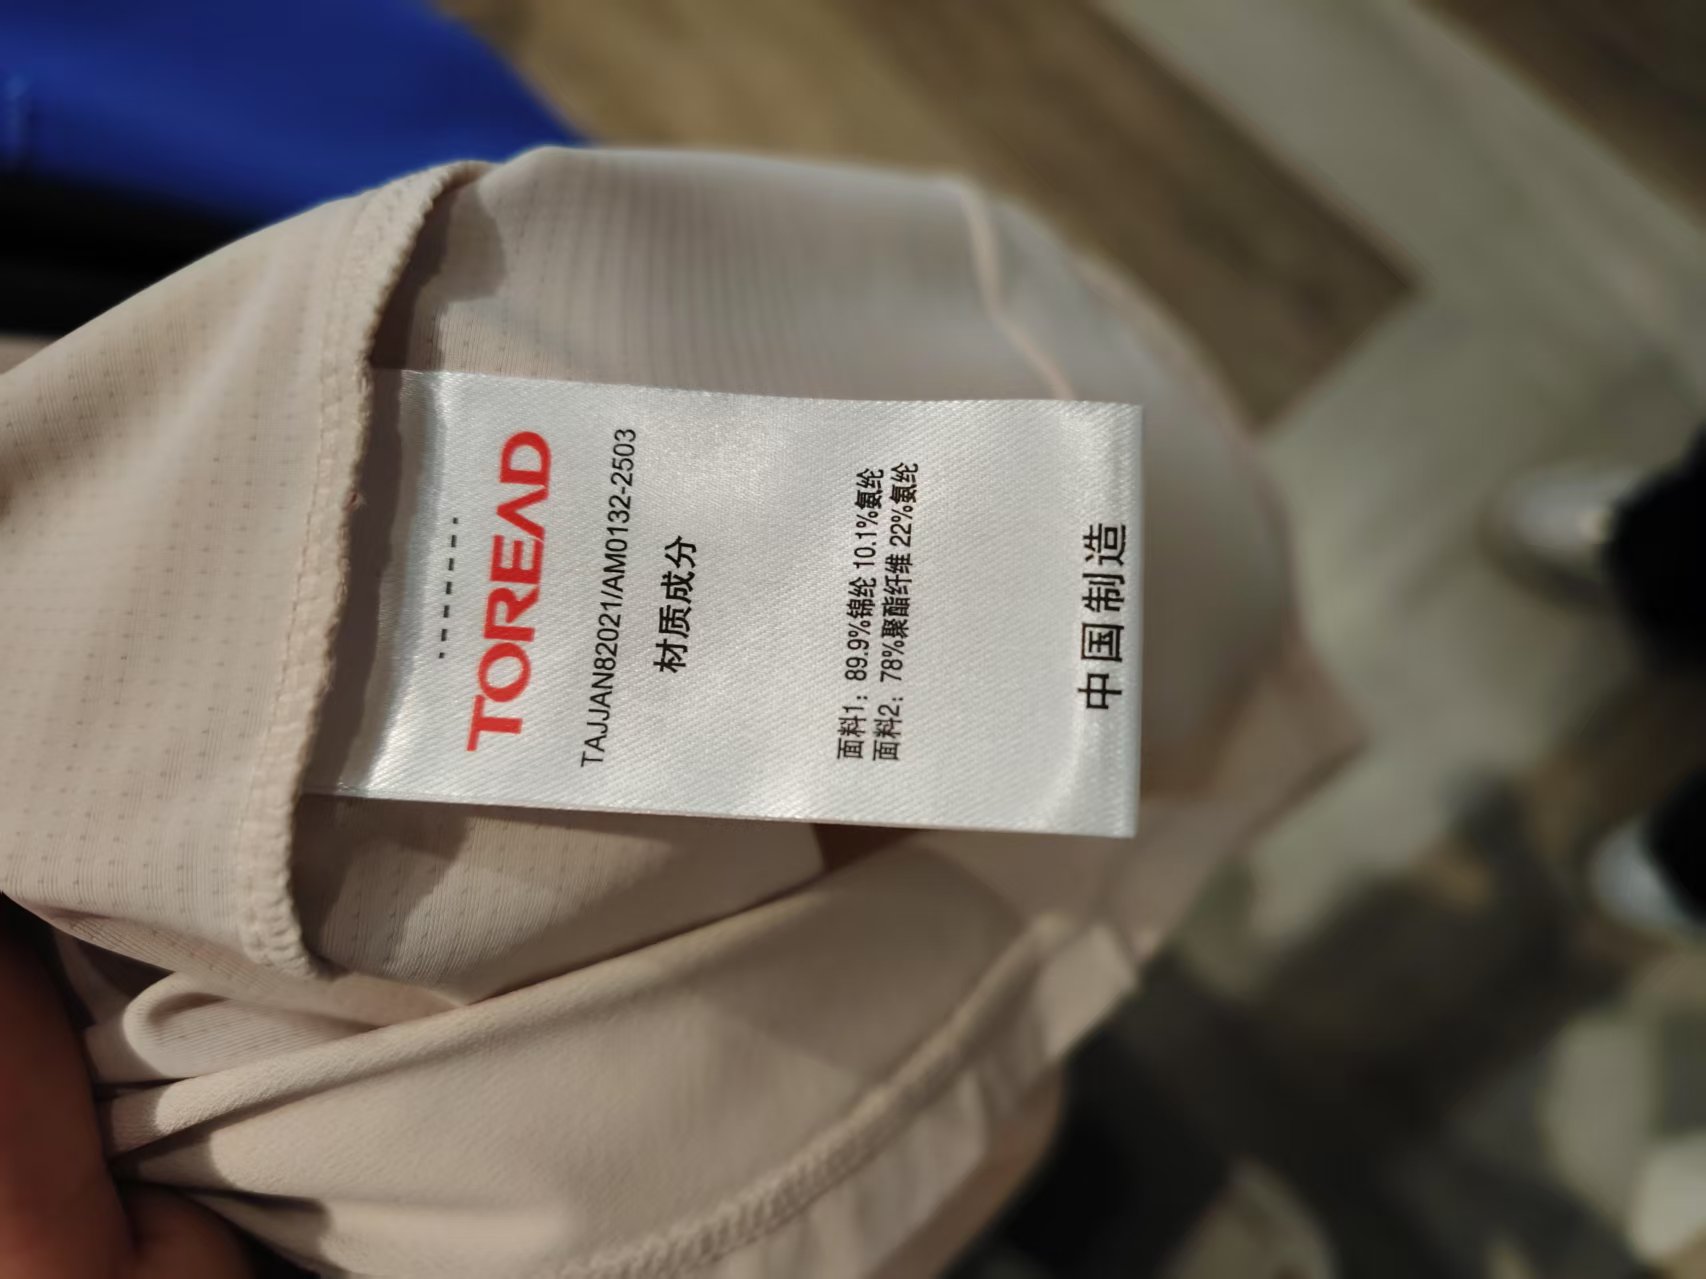 TOREAD
TAJJAN82021/AM0132-2503
材质成分
面料1：89.9%锦纶 10.1%氨纶
面料2：78%聚酯纤维 22%氨纶
中国制造